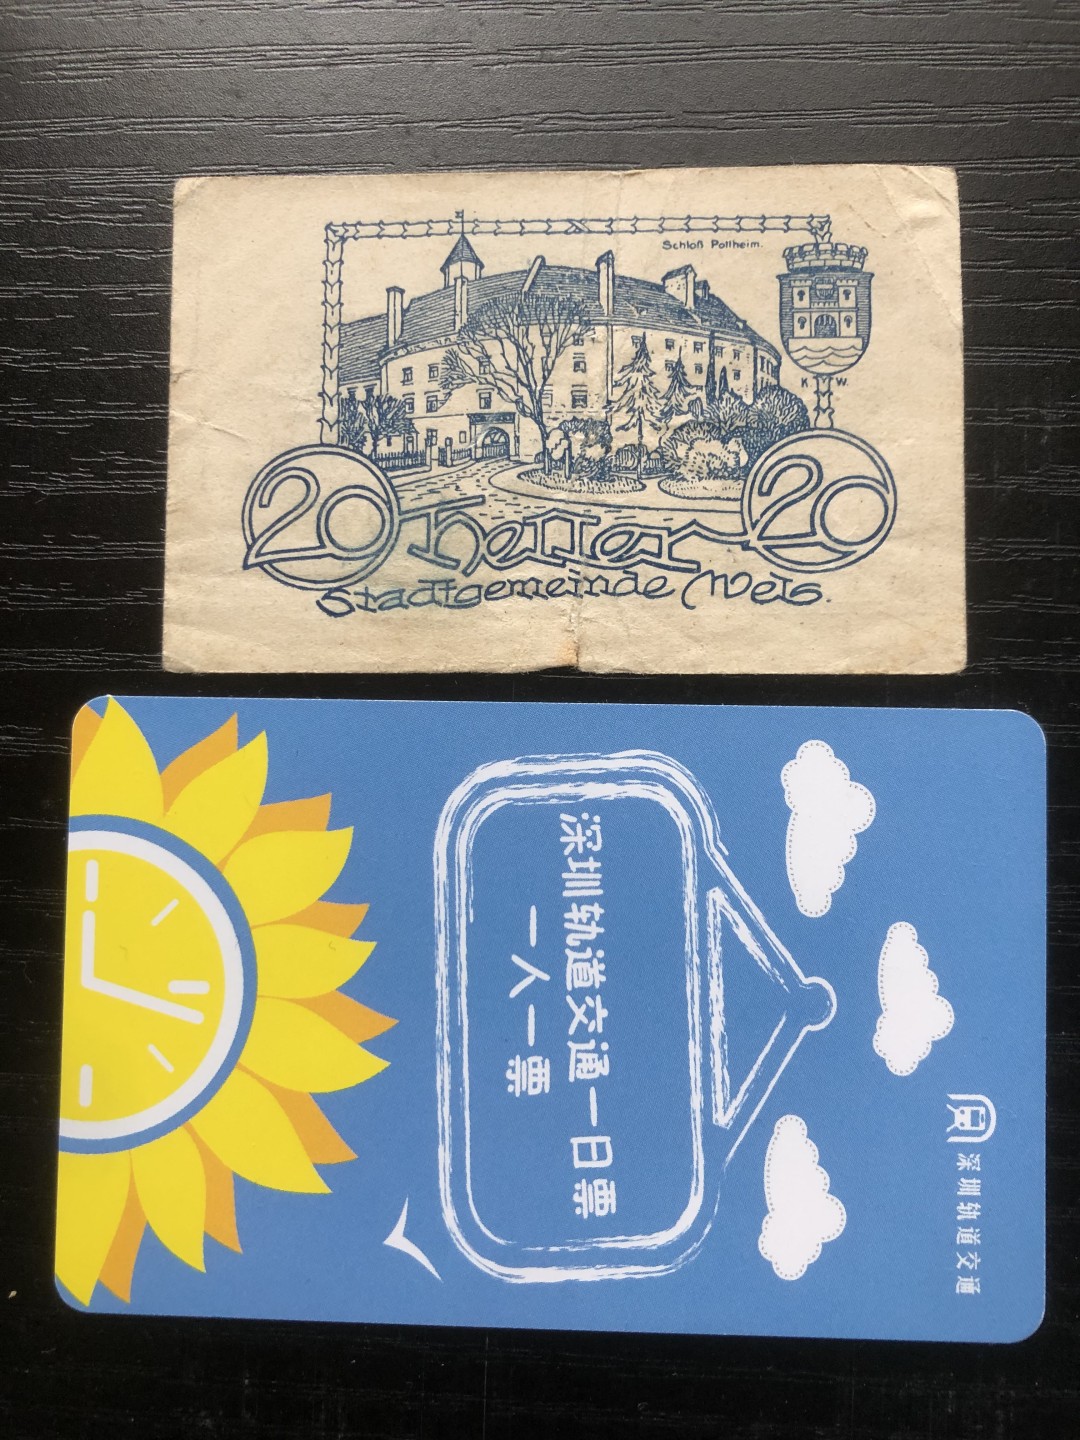 Schloß Pollheim.
K. W.
20 Heller 20
Stadtgemeinde Wels.
深圳轨道交通一日票
一人一票
深圳轨道交通